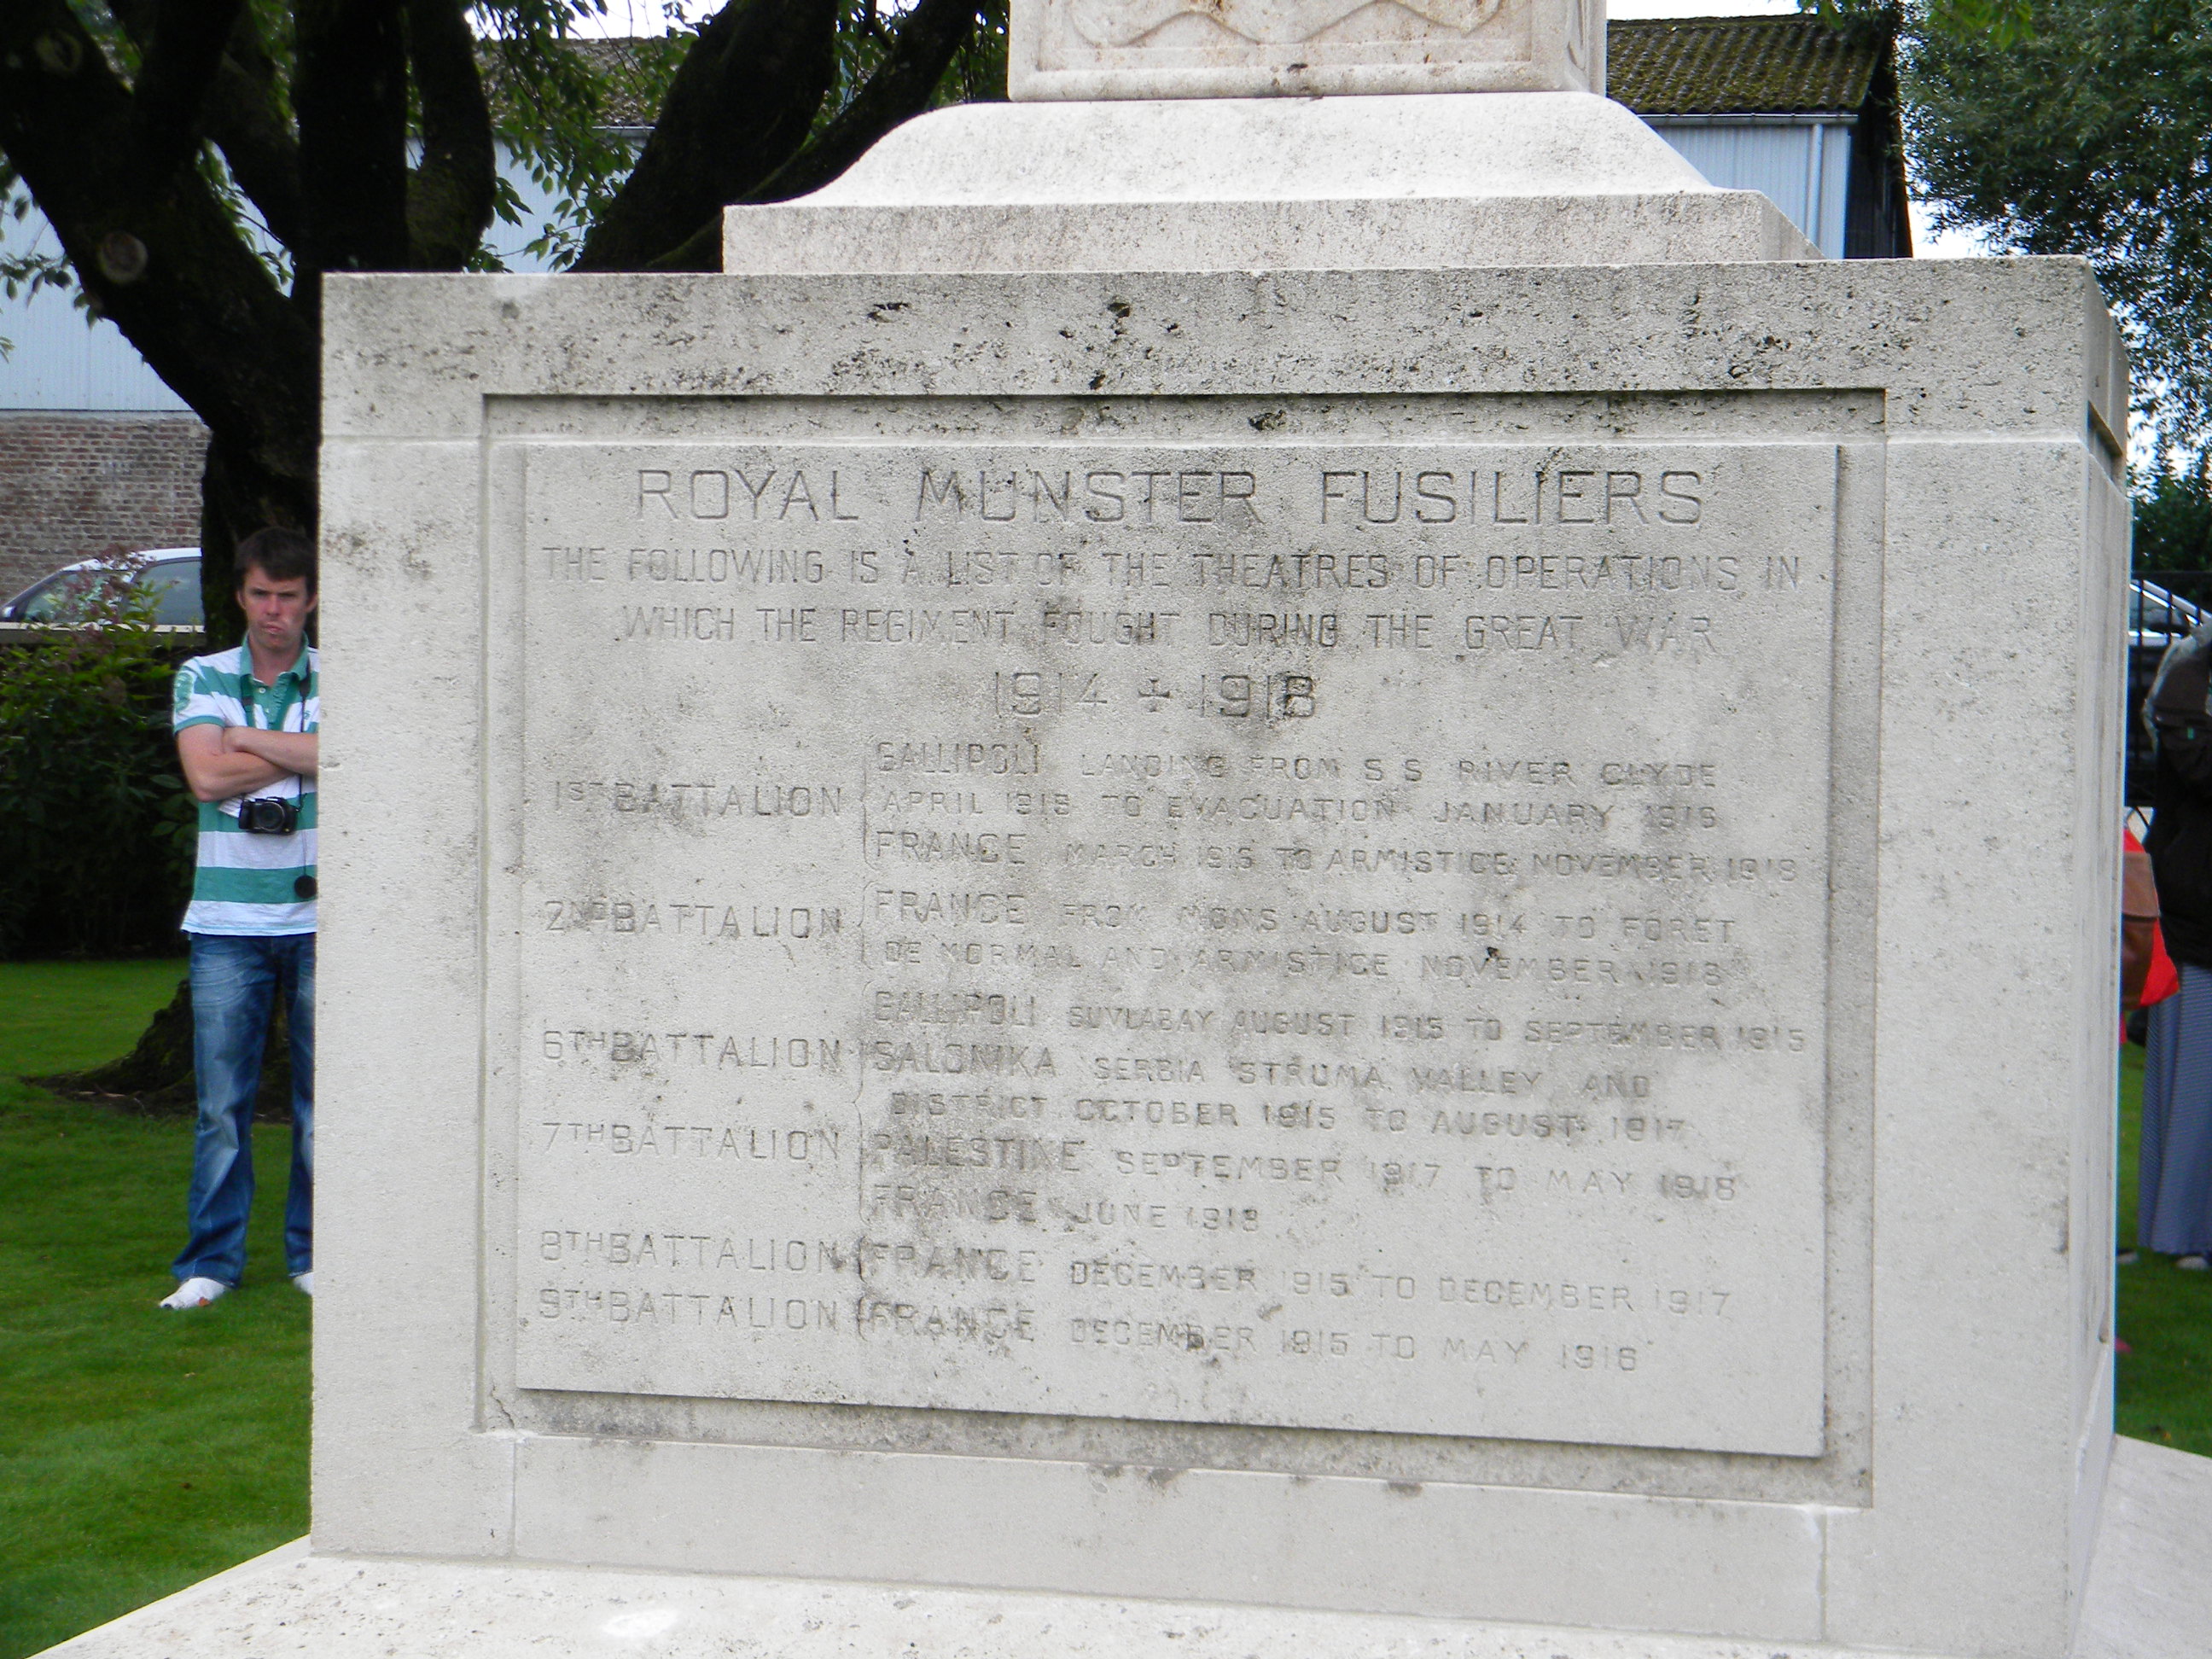 ROYAL MUNSTER FUSILIERS
THE FOLLOWING IS A LIST OF THE THEATRES OF OPERATIONS IN
WHICH THE REGIMENT FOUGHT DURING THE GREAT WAR
1914 + 1918
1ST BATTALION
GALLIPOLI LANDING FROM S S RIVER CLYDE
APRIL 1915 TO EVACUATION JANUARY 1916
FRANCE MARCH 1916 TO ARMISTICE NOVEMBER 1918
2ND BATTALION
FRANCE FROM MONS AUGUST 1914 TO FORET
DE NORMAL AND ARMISTICE NOVEMBER 1918
6TH BATTALION
7TH BATTALION
GALLIPOLI SUVLABAY AUGUST 1915 TO SEPTEMBER 1915
SALONIKA SERBIA STRUMA VALLEY AND
DISTRICT OCTOBER 1915 TO AUGUST 1917
PALESTINE SEPTEMBER 1917 TO MAY 1918
FRANCE JUNE 1918
8TH BATTALION FRANCE DECEMBER 1915 TO DECEMBER 1917
9TH BATTALION FRANCE DECEMBER 1915 TO MAY 1916